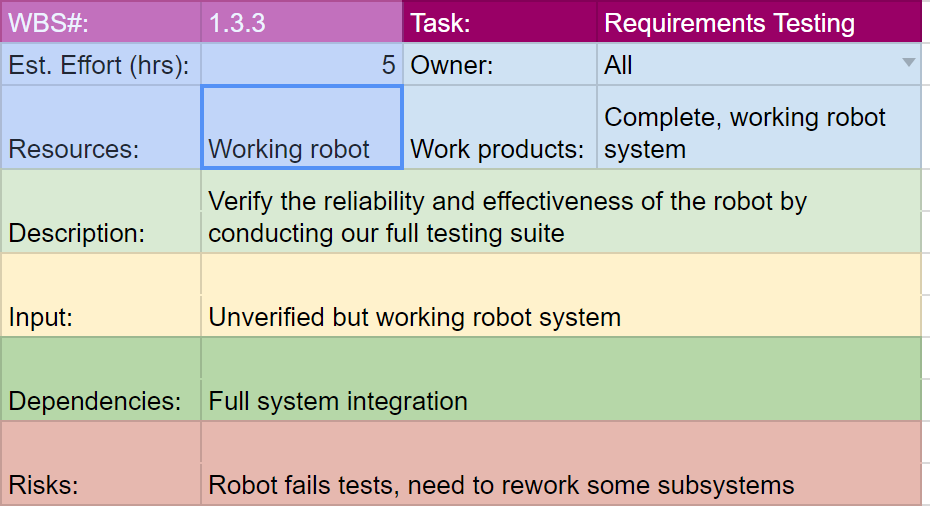 WBS#: 1.3.3 Task: Requirements Testing
Est. Effort (hrs): 5 Owner: All
Complete, working robot
Resources: Working robot Work products: system
Verify the reliability and effectiveness of the robot by
Description: conducting our full testing suite
Input: Unverified but working robot system
Dependencies: Full system integration
Risks: Robot fails tests, need to rework some subsystems